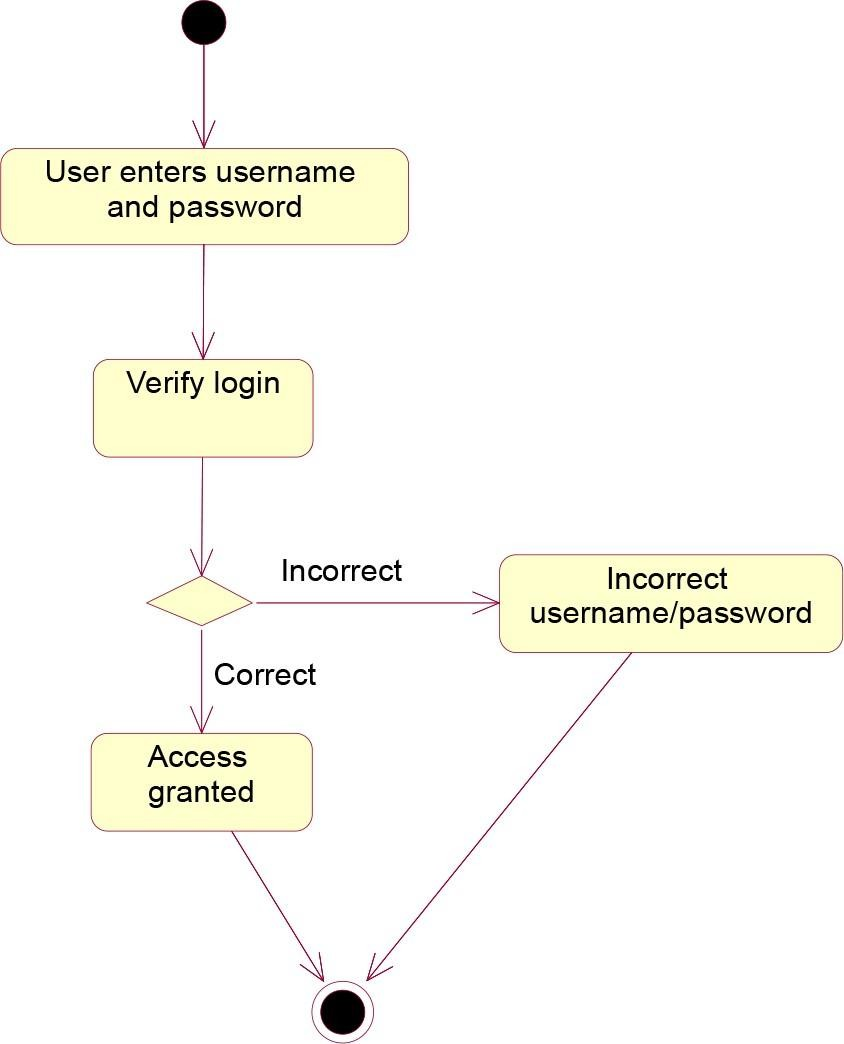 User enters username
and password
Verify login
Incorrect
Incorrect
username/password
Correct
Access
granted